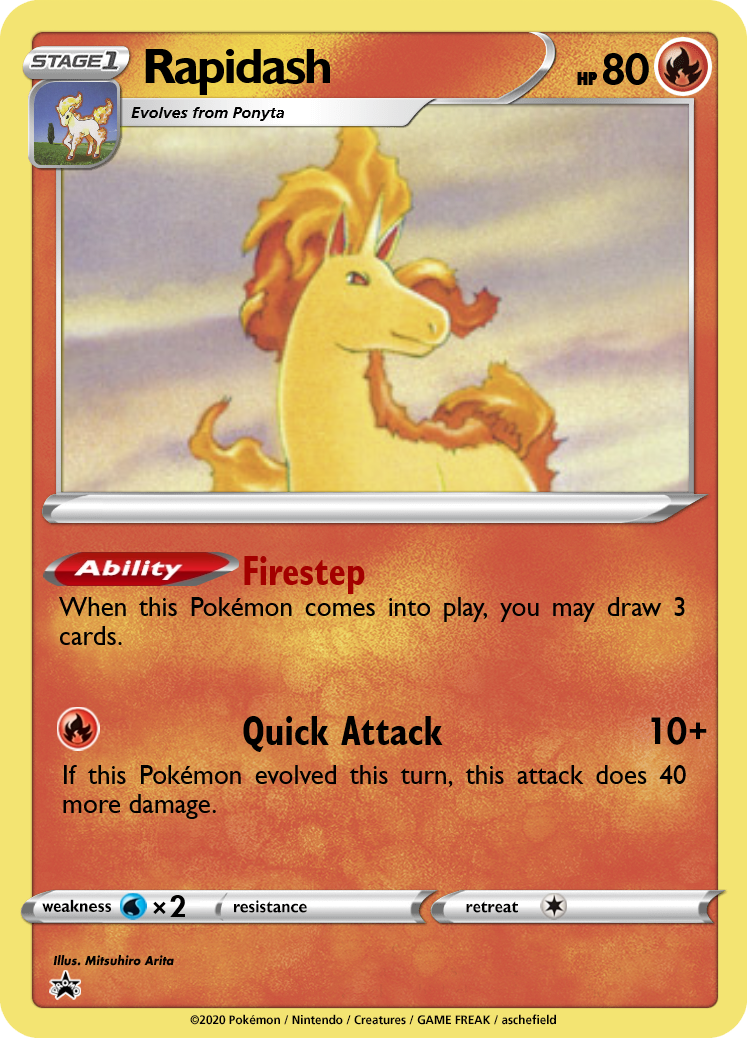 STAGE1 Rapidash HP 80
Evolves from Ponyta
Ability Firestep
When this Pokémon comes into play, you may draw 3
cards.
Quick Attack 10+
If this Pokémon evolved this turn, this attack does 40
more damage.
weakness ×2 resistance retreat
Illus. Mitsuhiro Arita
PROMO
©2020 Pokémon / Nintendo / Creatures / GAME FREAK / aschefield